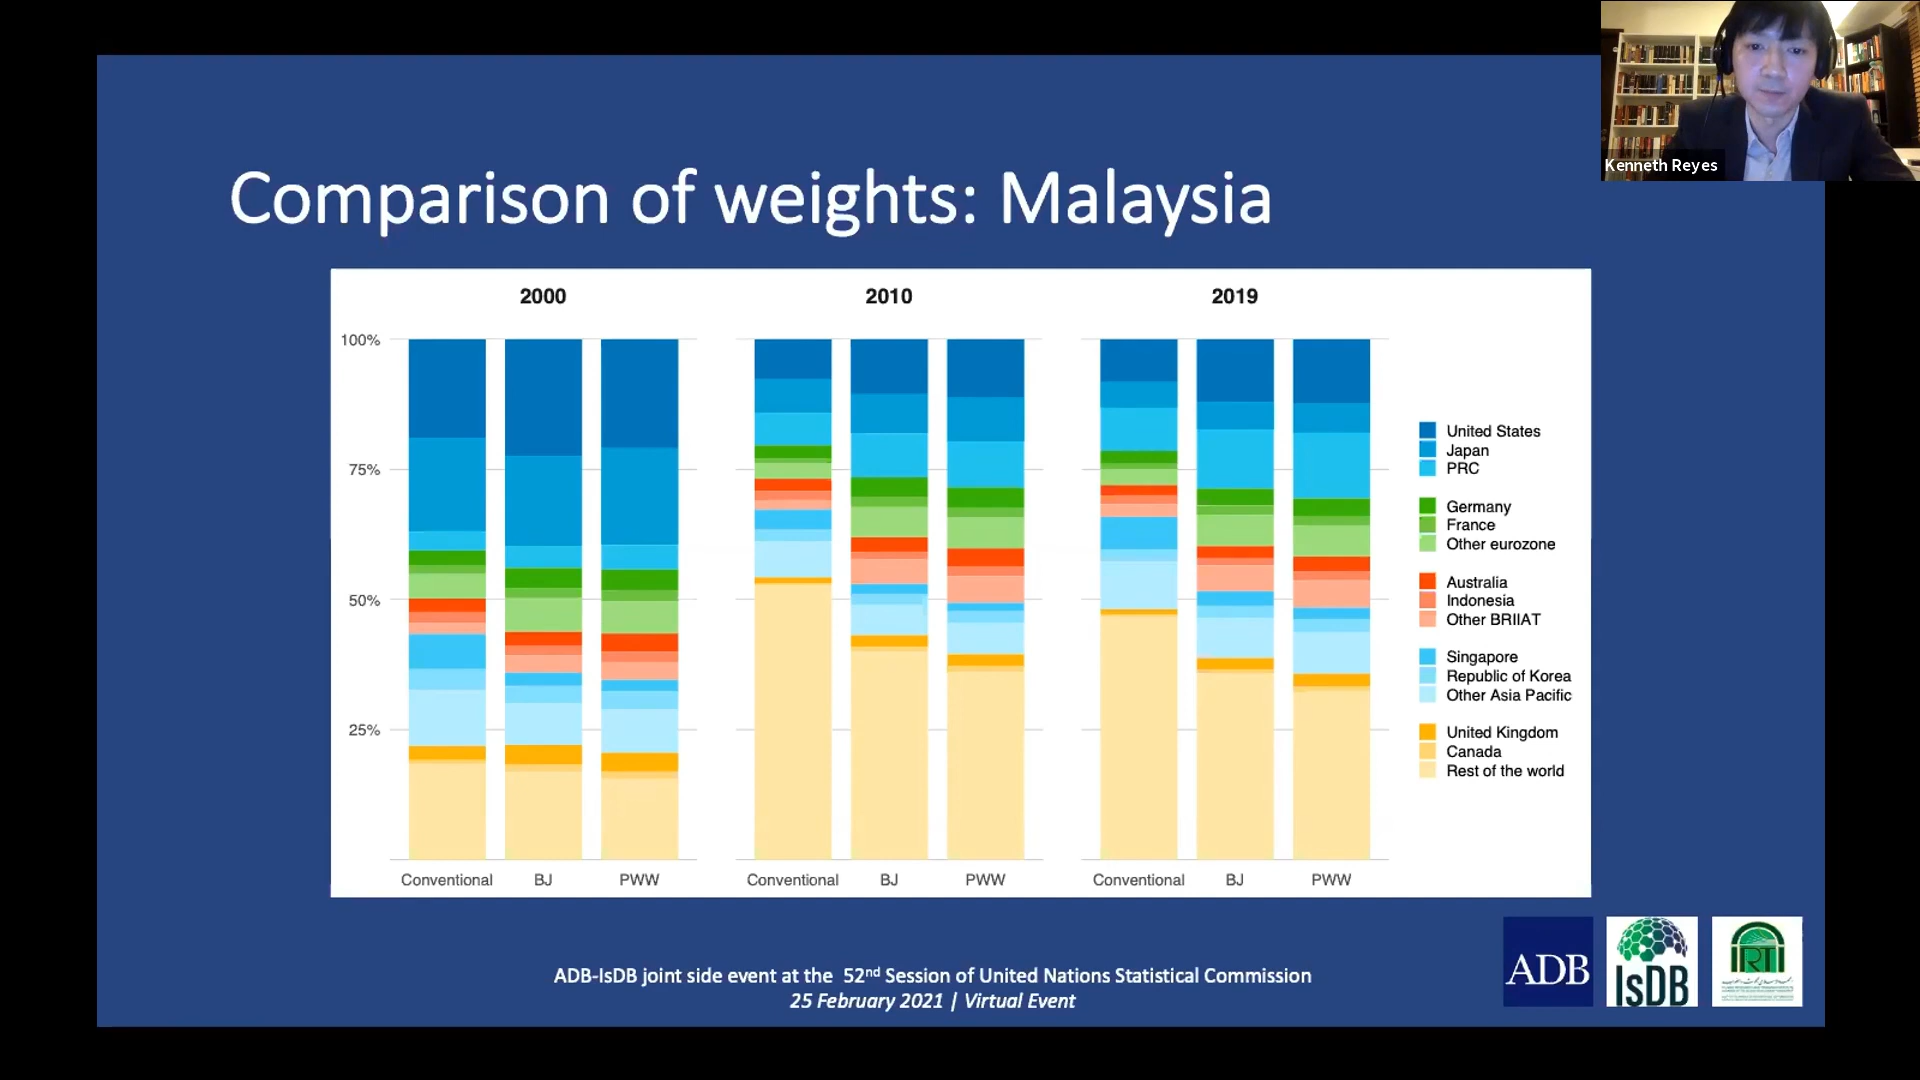 Kenneth Reyes
Comparison of weights: Malaysia
2000
2010
2019
100%
75%
50%
25%
Conventional
BJ
PWW
Conventional
BJ
PWW
Conventional
BJ
PWW
United States
Japan
PRC
Germany
France
Other eurozone
Australia
Indonesia
Other BRIIAT
Singapore
Republic of Korea
Other Asia Pacific
United Kingdom
Canada
Rest of the world
ADB-IsDB joint side event at the 52nd Session of United Nations Statistical Commission
25 February 2021 | Virtual Event
ADB
IsDB
IRTI